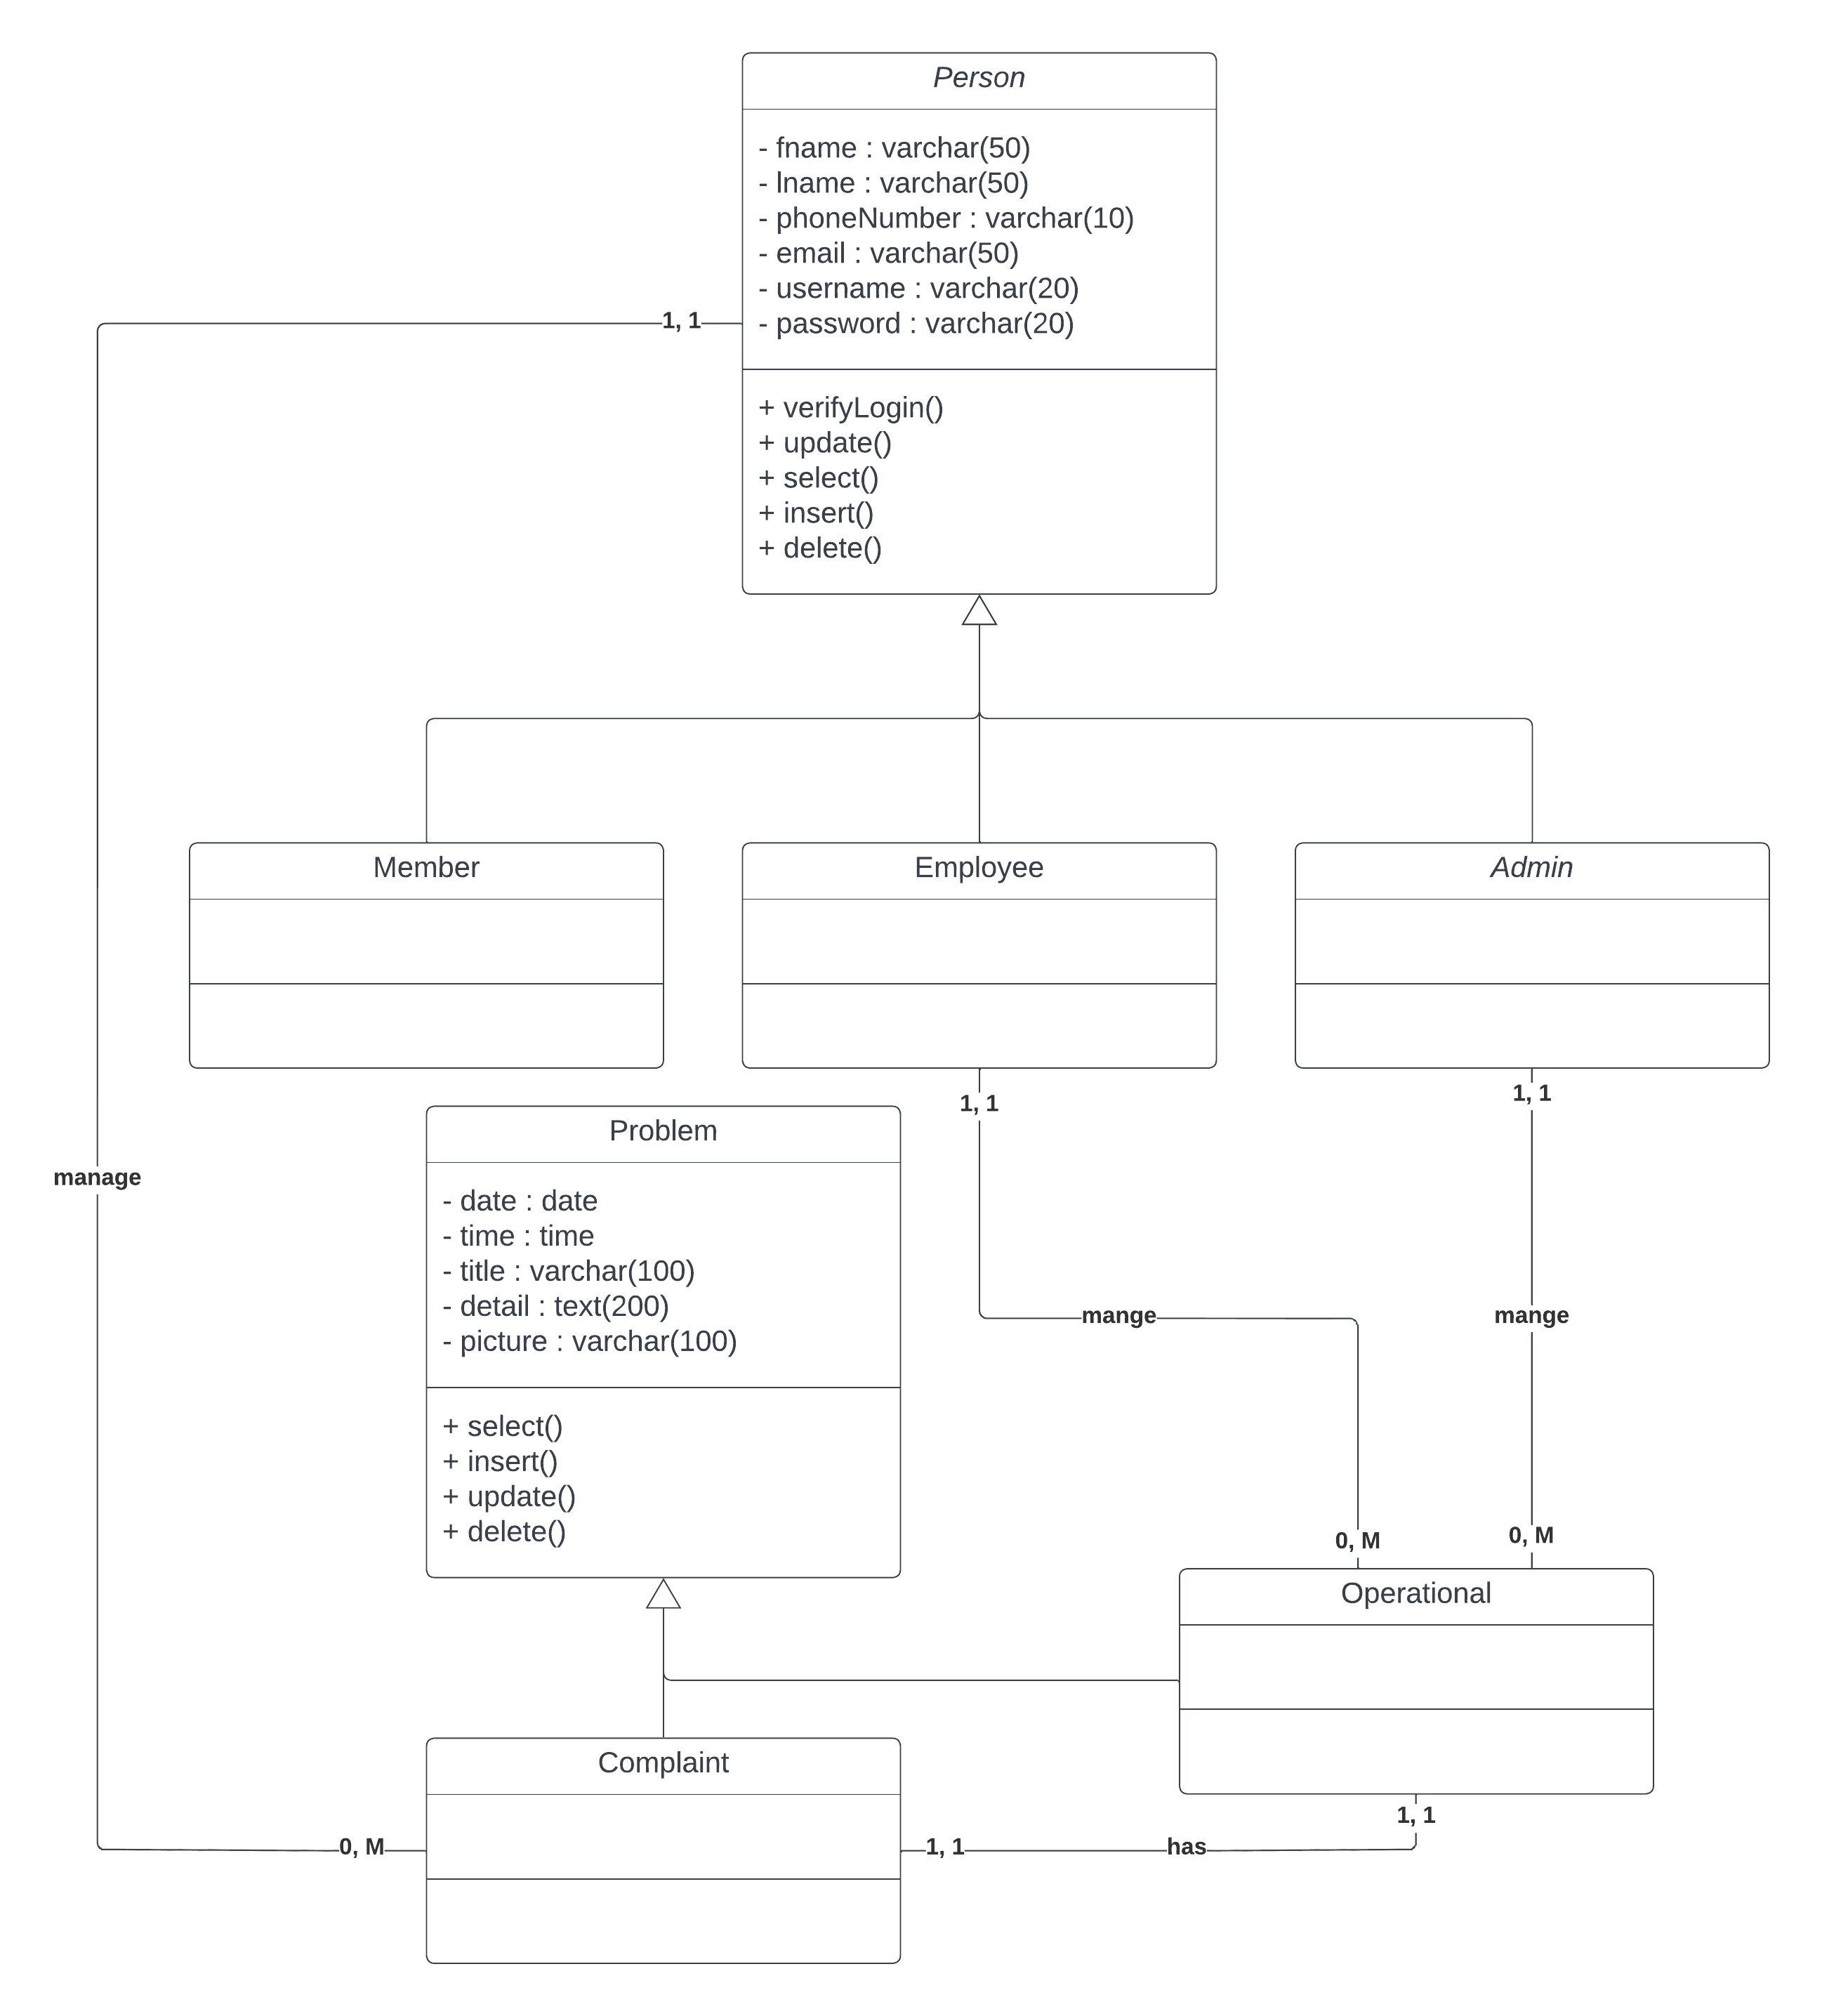 Person
- fname : varchar(50)
- lname : varchar(50)
- phoneNumber : varchar(10)
- email : varchar(50)
- username : varchar(20)
- password : varchar(20)
1, 1
+ verifyLogin()
+ update()
+ select()
+ insert()
+ delete()
Member
Employee
Admin
1, 1
1, 1
Problem
- date : date
- time : time
- title : varchar(100)
- detail : text(200)
- picture : varchar(100)
manage
mange
mange
+ select()
+ insert()
+ update()
+ delete()
0, M
0, M
Operational
Complaint
1, 1
0, M
1, 1
has